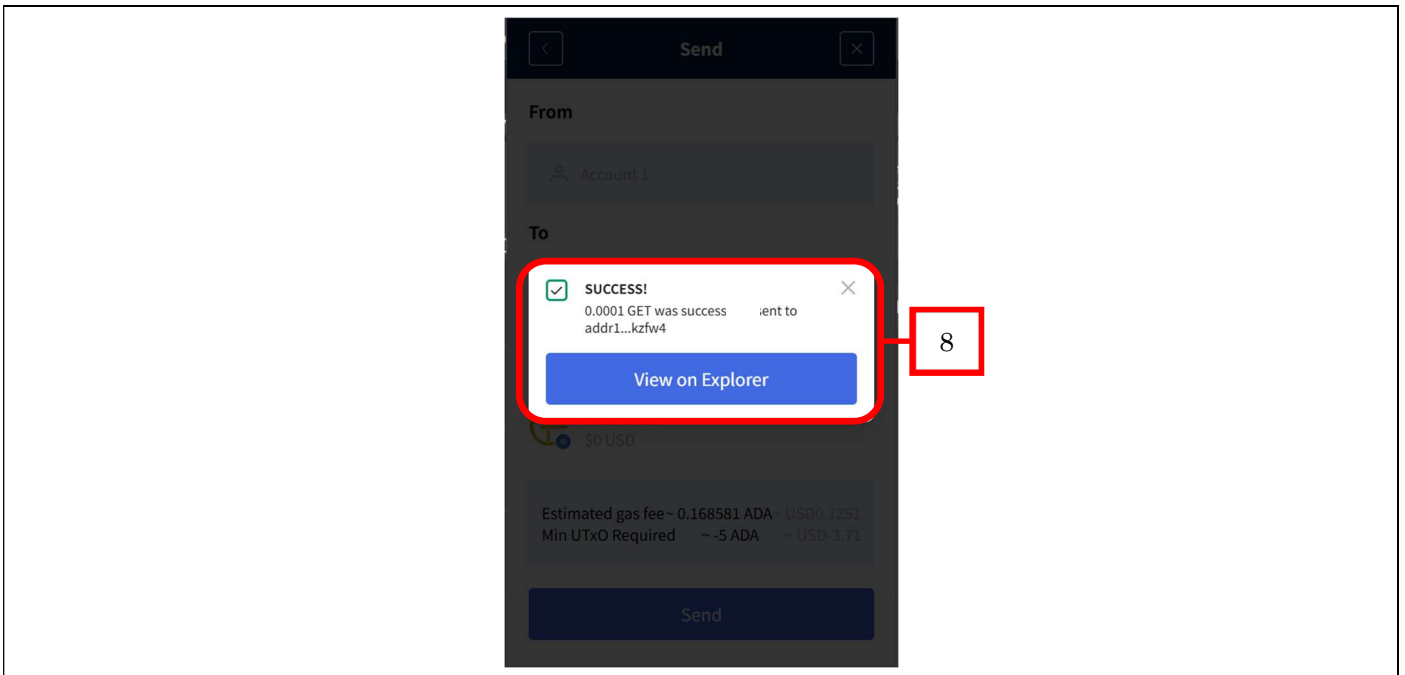 Send
From
Account 1
To
SUCCESS!
0.0001 GET was success sent to
addr1...kzfw4
View on Explorer
8
$0 USD
Estimated gas fee~ 0.168581 ADA ~ USD0.1251
Min UTxO Required ~ -5 ADA ~ USD-3.71
Send